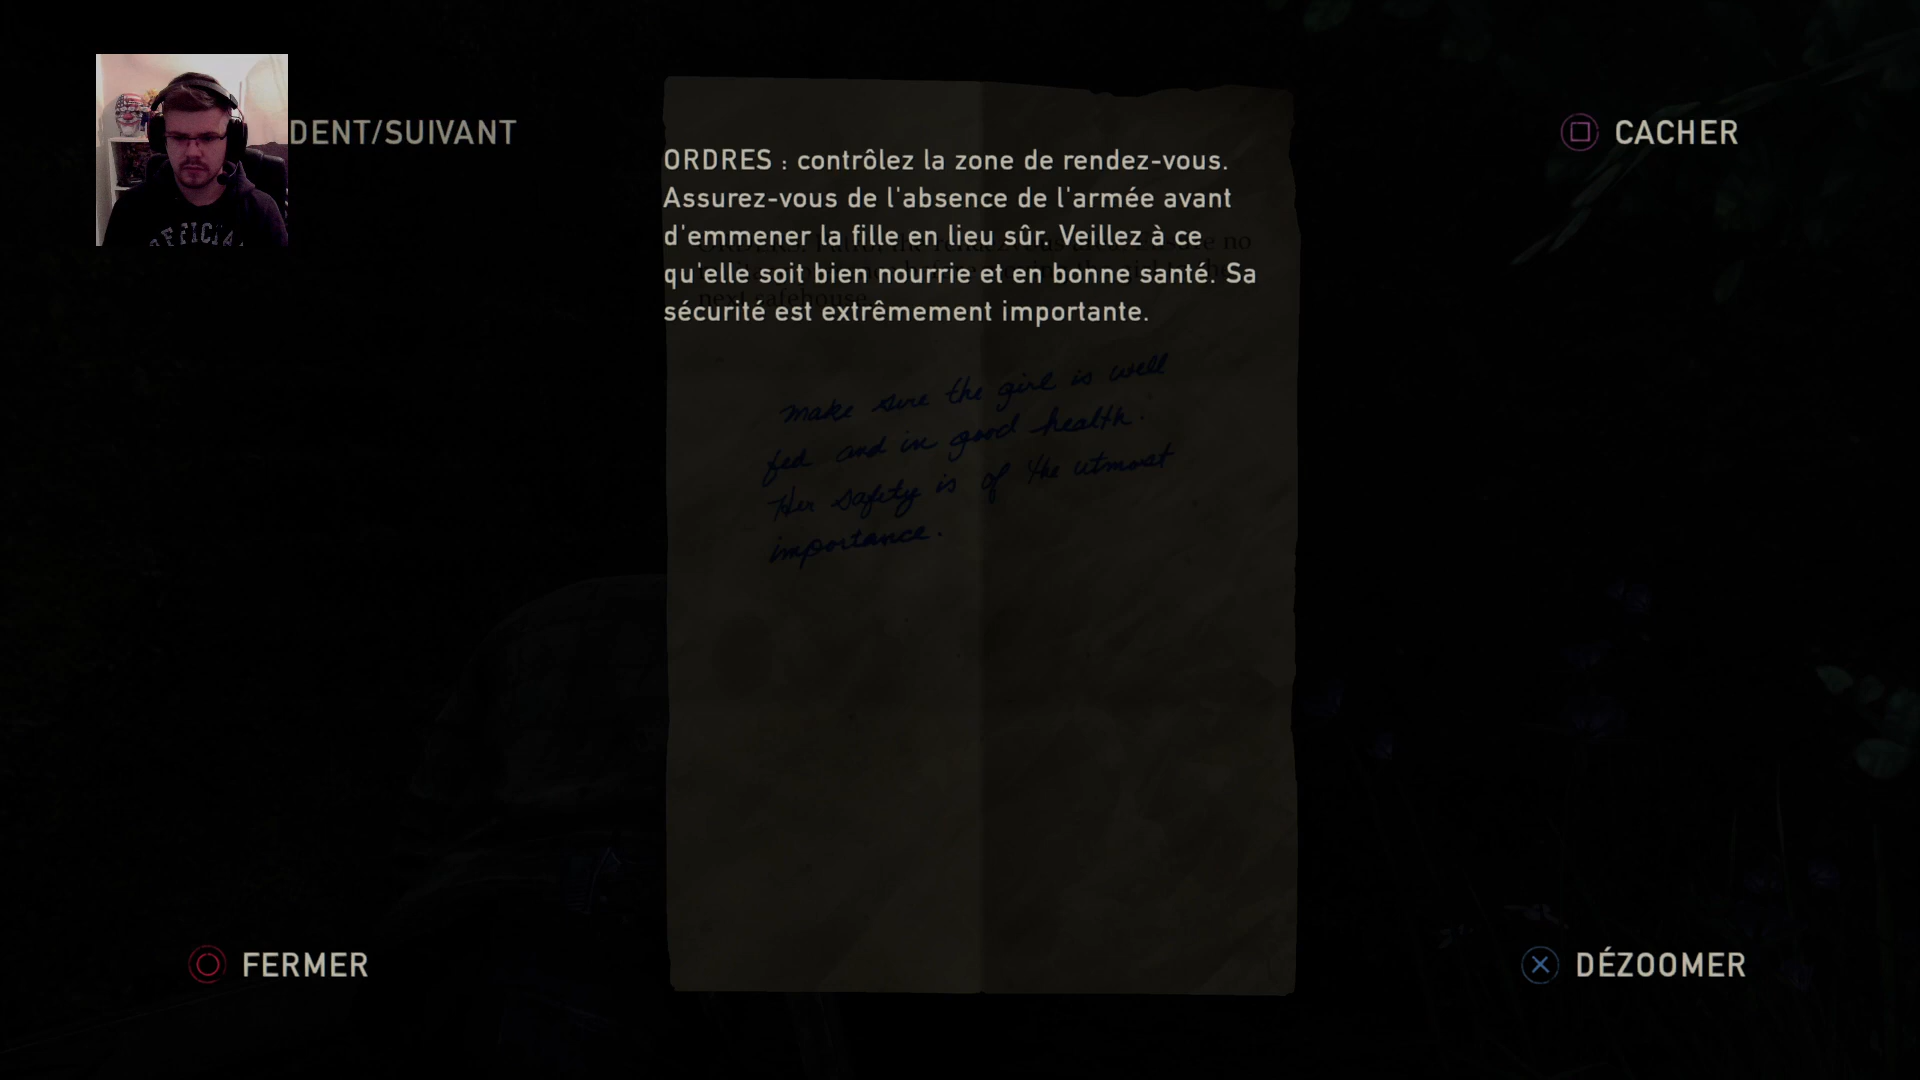 DENT/SUIVANT
CACHER
ORDRES : contrôlez la zone de rendez-vous.
Assurez-vous de l'absence de l'armée avant
d'emmener la fille en lieu sûr. Veillez à ce
qu'elle soit bien nourrie et en bonne santé. Sa
sécurité est extrêmement importante.
no
next safehouse.
Make sure the girl is well
fed and in good health.
Her safety is of the utmost
importance.
FERMER
DÉZOOMER